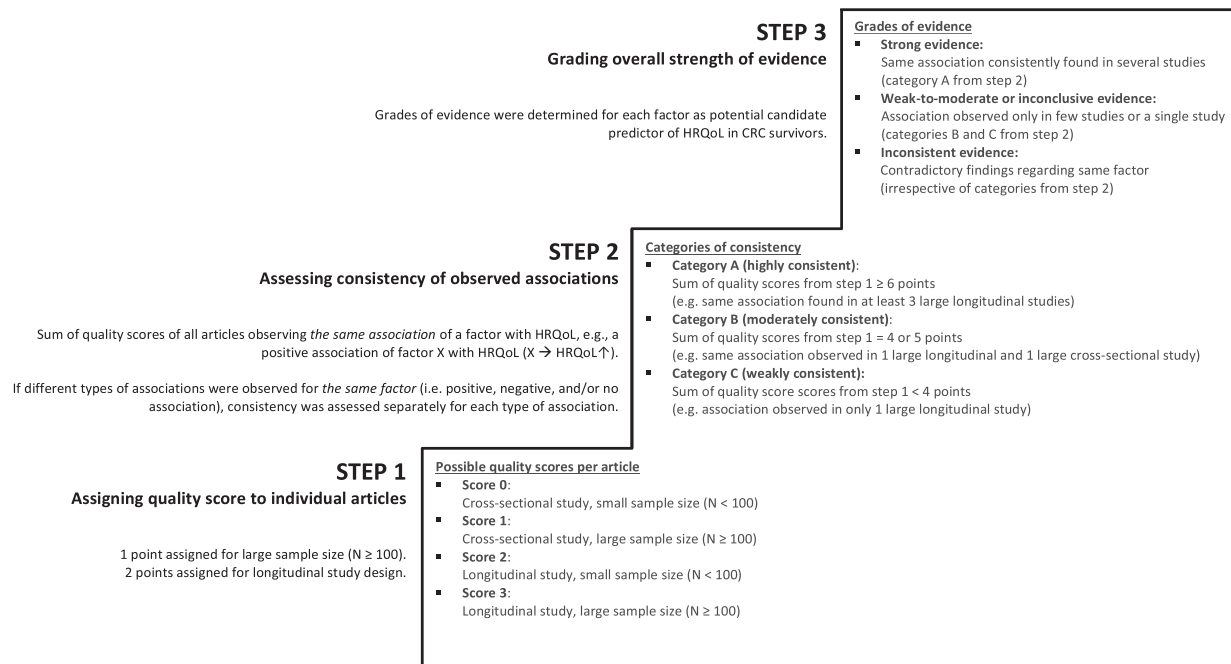 STEP 3
Grading overall strength of evidence
Grades of evidence were determined for each factor as potential candidate
predictor of HRQoL in CRC survivors.
Grades of evidence
▪ Strong evidence:
Same association consistently found in several studies
(category A from step 2)
▪ Weak-to-moderate or inconclusive evidence:
Association observed only in few studies or a single study
(categories B and C from step 2)
▪ Inconsistent evidence:
Contradictory findings regarding same factor
(irrespective of categories from step 2)
STEP 2
Assessing consistency of observed associations
Sum of quality scores of all articles observing the same association of a factor with HRQoL, e.g., a
positive association of factor X with HRQoL (X → HRQoL↑).
If different types of associations were observed for the same factor (i.e. positive, negative, and/or no
association), consistency was assessed separately for each type of association.
Categories of consistency
▪ Category A (highly consistent):
Sum of quality scores from step 1 ≥ 6 points
(e.g. same association found in at least 3 large longitudinal studies)
▪ Category B (moderately consistent):
Sum of quality scores from step 1 = 4 or 5 points
(e.g. same association observed in 1 large longitudinal and 1 large cross-sectional study)
▪ Category C (weakly consistent):
Sum of quality score scores from step 1 < 4 points
(e.g. association observed in only 1 large longitudinal study)
STEP 1
Assigning quality score to individual articles
1 point assigned for large sample size (N ≥ 100).
2 points assigned for longitudinal study design.
Possible quality scores per article
▪ Score 0:
Cross-sectional study, small sample size (N < 100)
▪ Score 1:
Cross-sectional study, large sample size (N ≥ 100)
▪ Score 2:
Longitudinal study, small sample size (N < 100)
▪ Score 3:
Longitudinal study, large sample size (N ≥ 100)